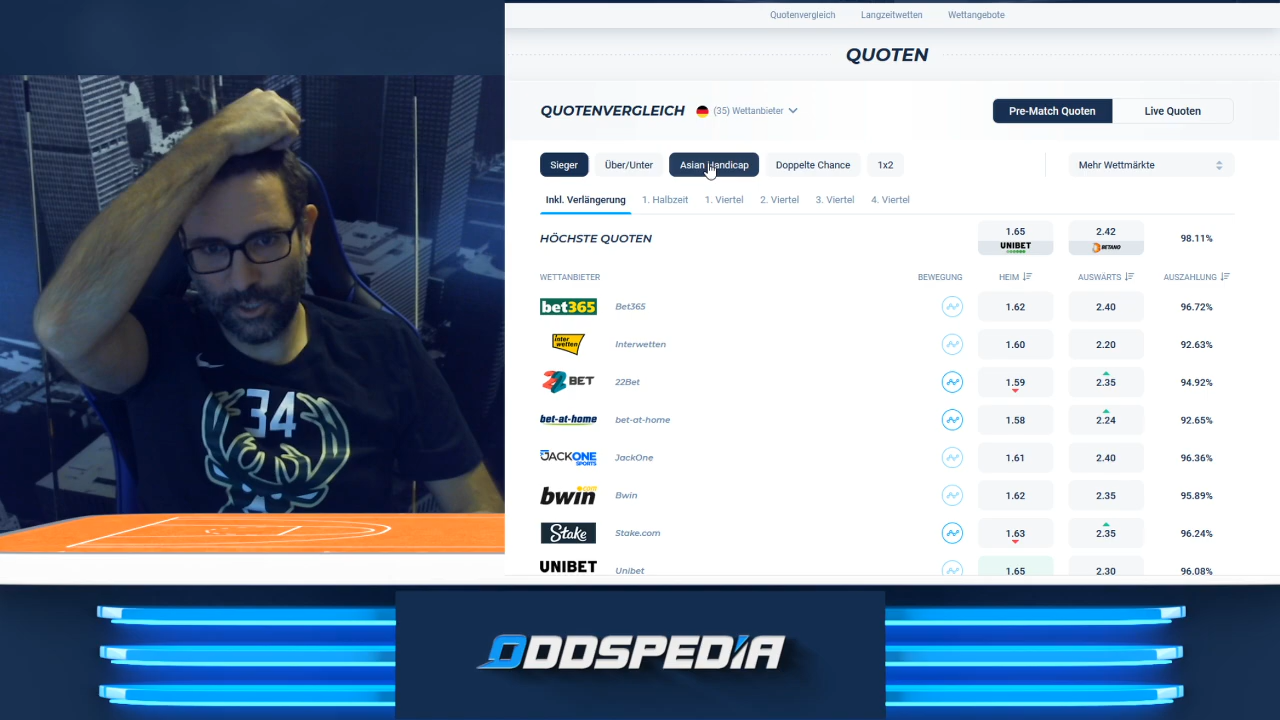 Quotenvergleich Langzeitwetten Wettangebote
QUOTEN
QUOTENVERGLEICH (35) Wettanbieter Pre-Match Quoten Live Quoten
Sieger Über/Unter Asian Handicap Doppelte Chance 1x2 Mehr Wettmärkte
Inkl. Verlängerung 1. Halbzeit 1. Viertel 2. Viertel 3. Viertel 4. Viertel
HÖCHSTE QUOTEN 1.65 UNIBET 2.42 BETANO 98.11%
WETTANBIETER BEWEGUNG HEIM AUSWÄRTS AUSZAHLUNG
bet365 Bet365 1.62 2.40 96.72%
inter wetten Interwetten 1.60 2.20 92.63%
22BET 22Bet 1.59 2.35 94.92%
bet-at-home bet-at-home 1.58 2.24 92.65%
JACKONE SPORTS JackOne 1.61 2.40 96.36%
bwin.com Bwin 1.62 2.35 95.89%
Stake Stake.com 1.63 2.35 96.24%
UNIBET Unibet 1.65 2.30 96.08%
34
ODDSPEDIA